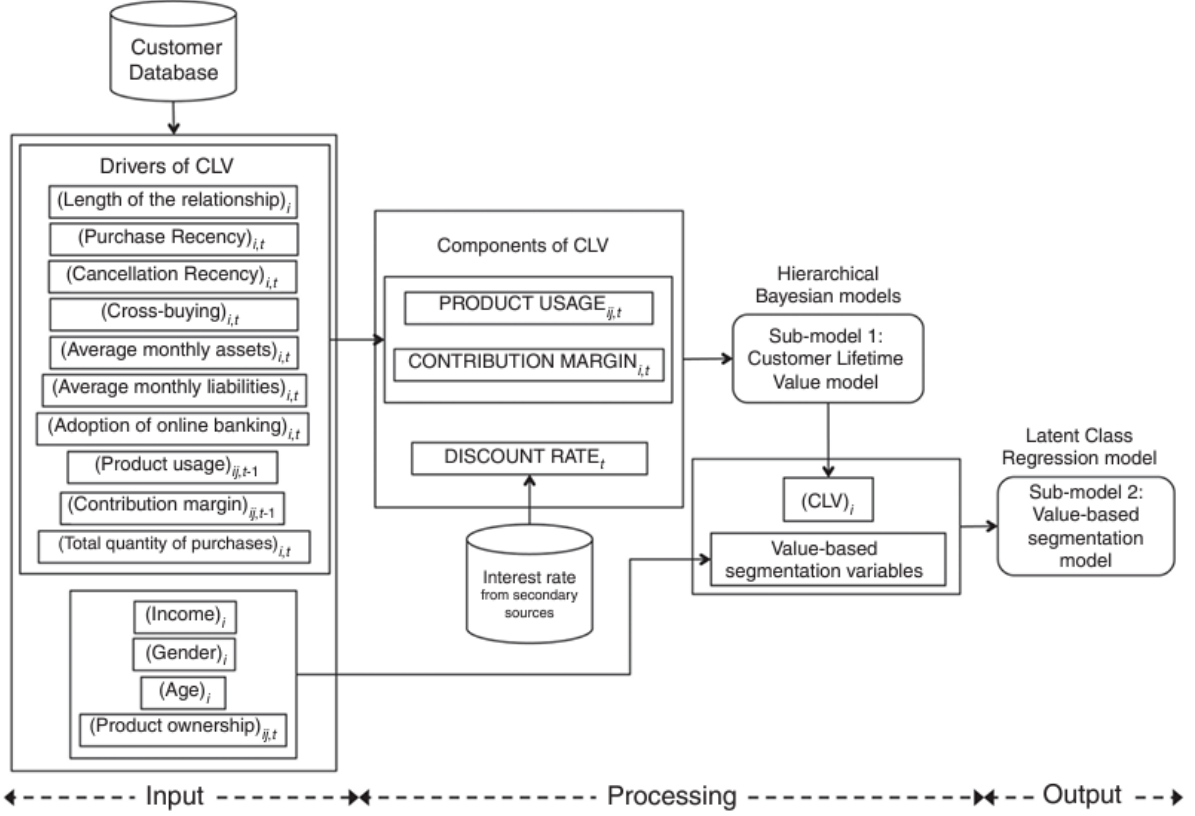 Customer
Database
Drivers of CLV
(Length of the relationship)i
(Purchase Recency)i,t
(Cancellation Recency)i,t
(Cross-buying)i,t
(Average monthly assets)i,t
(Average monthly liabilities)i,t
(Adoption of online banking)i,t
(Product usage)ij,t-1
(Contribution margin)ij,t-1
(Total quantity of purchases)i,t
(Income)i
(Gender)i
(Age)i
(Product ownership)ij,t
Components of CLV
PRODUCT USAGEij,t
CONTRIBUTION MARGINi,t
DISCOUNT RATEt
Interest rate
from secondary
sources
Hierarchical
Bayesian models
Sub-model 1:
Customer Lifetime
Value model
(CLV)i
Value-based
segmentation variables
Latent Class
Regression model
Sub-model 2:
Value-based
segmentation
model
Input
Processing
Output